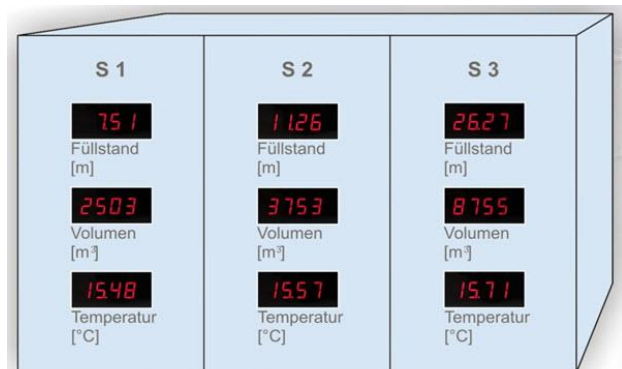 S 1
7.51
Füllstand
[m]
2503
Volumen
[m³]
15.48
Temperatur
[°C]
S 2
11.26
Füllstand
[m]
3753
Volumen
[m³]
15.57
Temperatur
[°C]
S 3
26.27
Füllstand
[m]
8755
Volumen
[m³]
15.71
Temperatur
[°C]